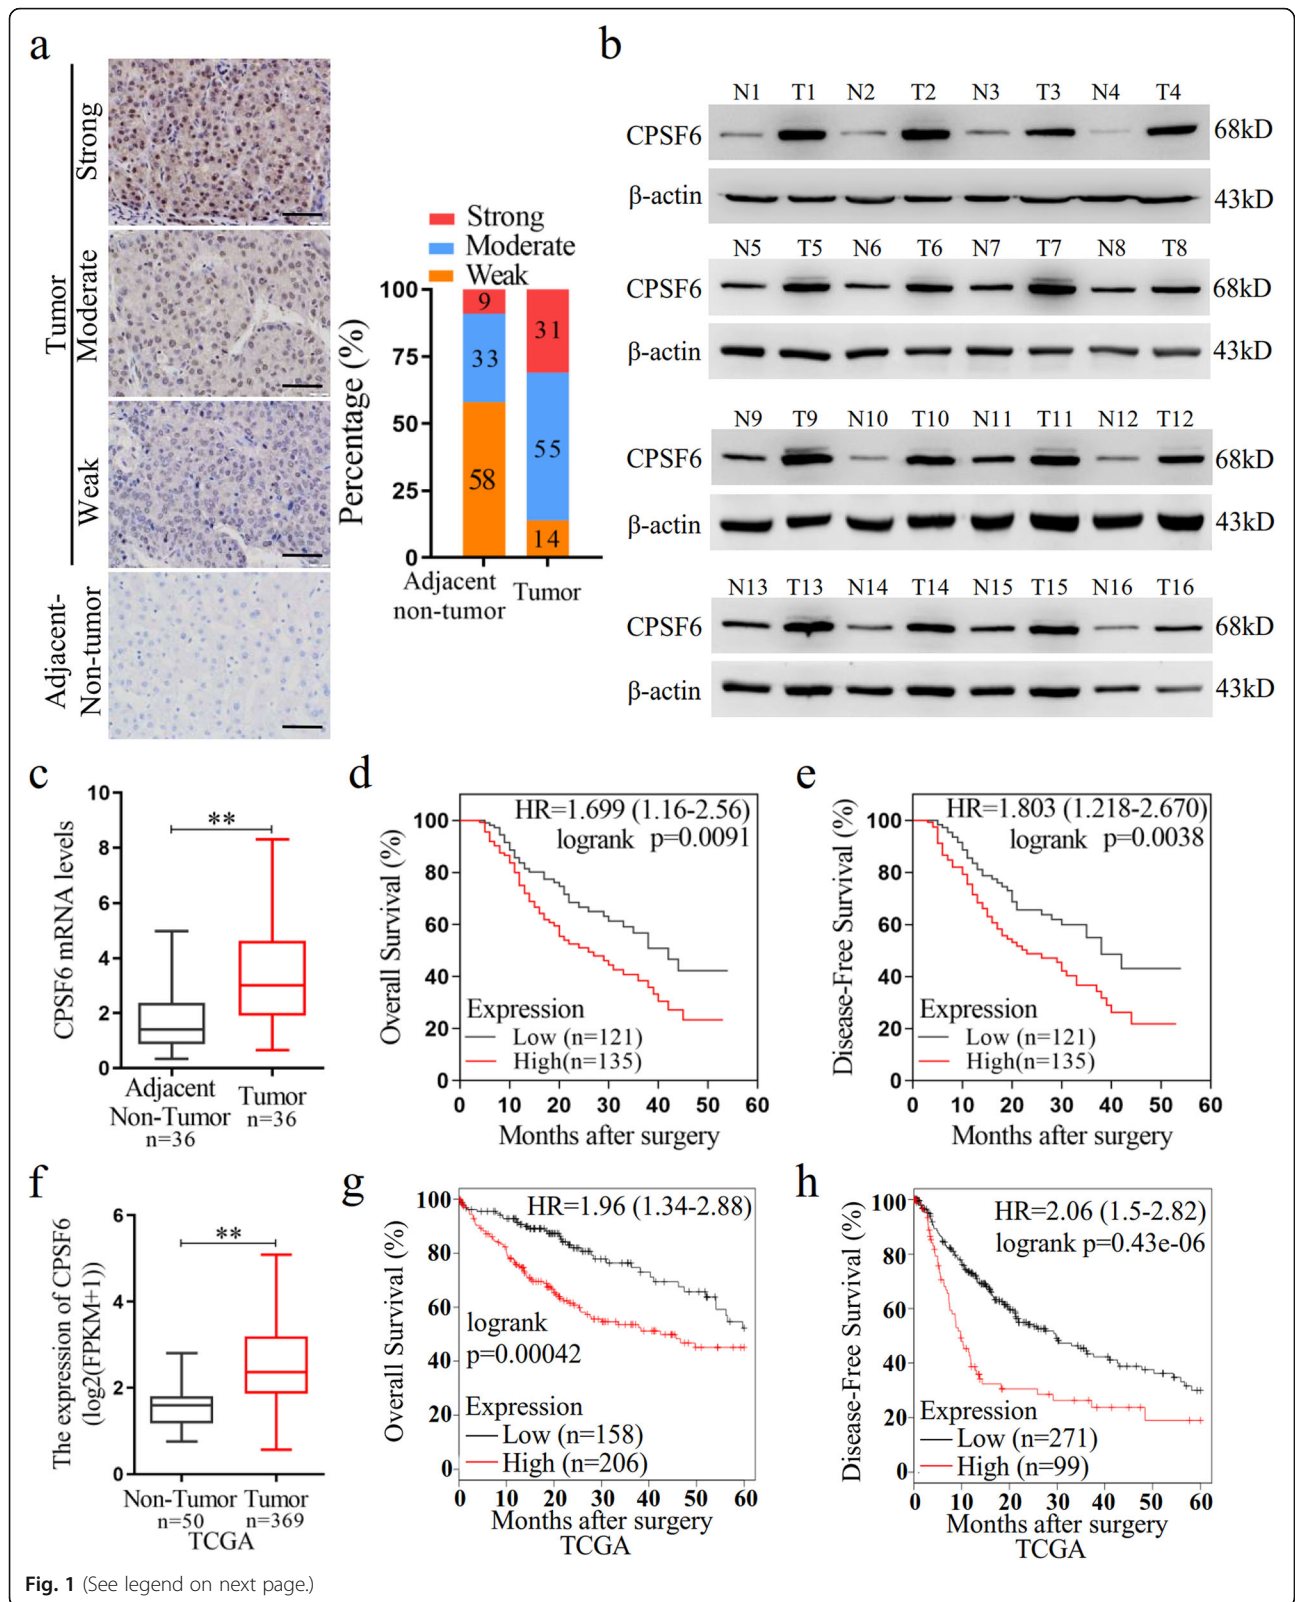 a
Tumor
Strong
Moderate
Weak
Adjacent-
Non-tumor
Strong
Moderate
Weak
Percentage (%)
100
75
50
25
0
9
33
58
31
55
14
Adjacent
non-tumor
Tumor
b
N1 T1 N2 T2 N3 T3 N4 T4
CPSF6 68kD
β-actin 43kD
N5 T5 N6 T6 N7 T7 N8 T8
CPSF6 68kD
β-actin 43kD
N9 T9 N10 T10 N11 T11 N12 T12
CPSF6 68kD
β-actin 43kD
N13 T13 N14 T14 N15 T15 N16 T16
CPSF6 68kD
β-actin 43kD
c
CPSF6 mRNA levels
10
8
6
4
2
0
**
Adjacent
Non-Tumor
n=36
Tumor
n=36
d
Overall Survival (%)
100
80
60
40
20
0
HR=1.699 (1.16-2.56)
logrank p=0.0091
Expression
Low (n=121)
High(n=135)
0 10 20 30 40 50 60
Months after surgery
e
Disease-Free Survival (%)
100
80
60
40
20
0
HR=1.803 (1.218-2.670)
logrank p=0.0038
Expression
Low (n=121)
High(n=135)
0 10 20 30 40 50 60
Months after surgery
f
The expression of CPSF6
(log2(FPKM+1))
6
4
2
0
**
Non-Tumor Tumor
n=50 n=369
TCGA
g
Overall Survival (%)
100
80
60
40
20
0
HR=1.96 (1.34-2.88)
logrank
p=0.00042
Expression
Low (n=158)
High (n=206)
0 10 20 30 40 50 60
Months after surgery
TCGA
h
Disease-Free Survival (%)
100
80
60
40
20
0
HR=2.06 (1.5-2.82)
logrank p=0.43e-06
Expression
Low (n=271)
High (n=99)
0 10 20 30 40 50 60
Months after surgery
TCGA
Fig. 1 (See legend on next page.)